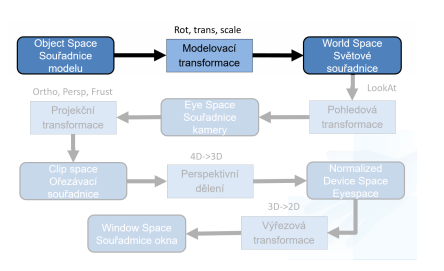 Rot, trans, scale
Object Space
Souřadnice
modelu
Modelovací
transformace
World Space
Světové
souřadnice
LookAt
Ortho, Persp, Frust
Projekční
transformace
Eye Space
Souřadnice
kamery
Pohledová
transformace
4D->3D
Clip space
Ořezávací
souřadnice
Perspektivní
dělení
Normalized
Device Space
Eyespace
3D->2D
Window Space
Souřadnice okna
Výřezová
transformace